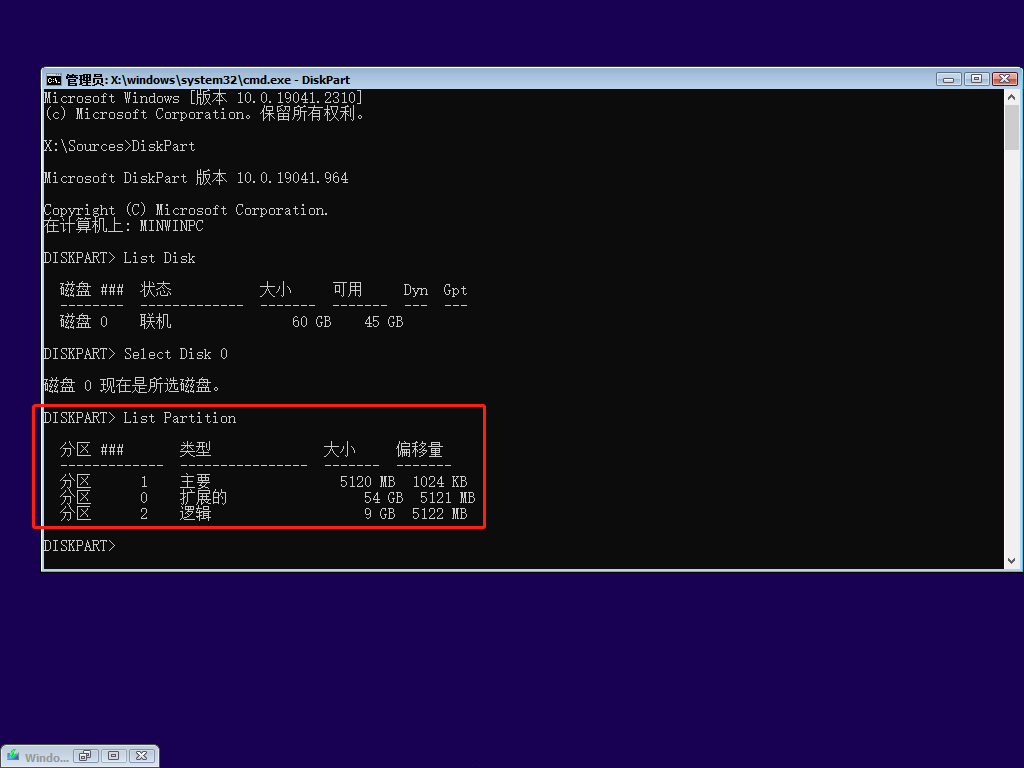 管理员: X:\windows\system32\cmd.exe - DiskPart
Microsoft Windows [版本 10.0.19041.2310]
(c) Microsoft Corporation。保留所有权利。
X:\Sources>DiskPart
Microsoft DiskPart 版本 10.0.19041.964
Copyright (C) Microsoft Corporation.
在计算机上: MINWINPC
DISKPART> List Disk
磁盘 ### 状态 大小 可用 Dyn Gpt
-------- ------------- ------- ------- --- ---
磁盘 0 联机 60 GB 45 GB
DISKPART> Select Disk 0
磁盘 0 现在是所选磁盘。
DISKPART> List Partition
分区 ### 类型 大小 偏移量
------------- ---------------- ------- -------
分区 1 主要 5120 MB 1024 KB
分区 0 扩展的 54 GB 5121 MB
分区 2 逻辑 9 GB 5122 MB
DISKPART>
Windo...